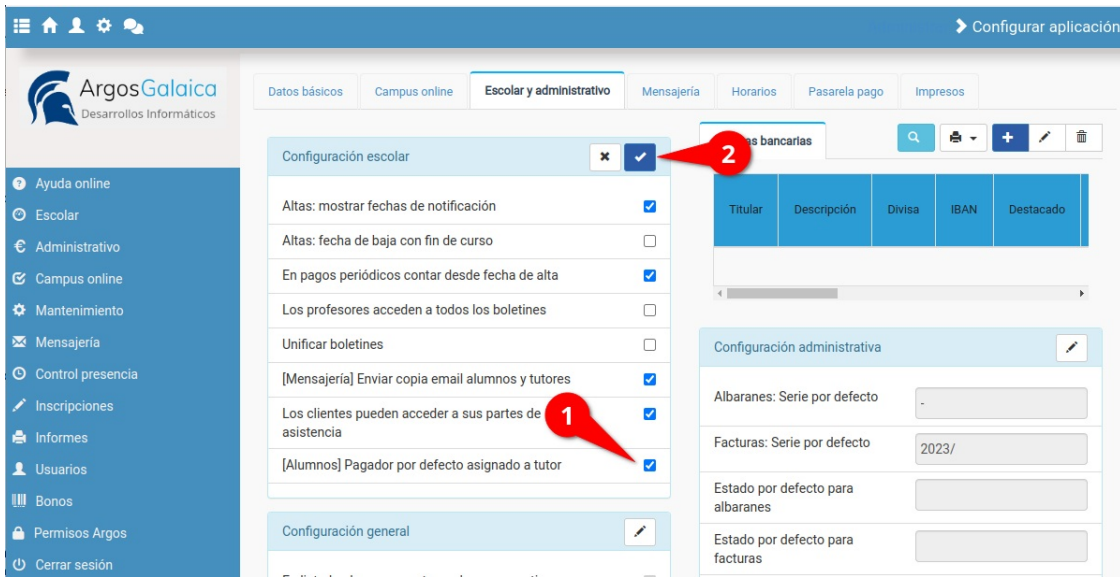 Configurar aplicación
ArgosGalaica
Desarrollos Informáticos
Ayuda online
Escolar
Administrativo
Campus online
Mantenimiento
Mensajería
Control presencia
Inscripciones
Informes
Usuarios
Bonos
Permisos Argos
Cerrar sesión
Datos básicos
Campus online
Escolar y administrativo
Mensajería
Horarios
Pasarela pago
Impresos
Configuración escolar
2
Altas: mostrar fechas de notificación
Altas: fecha de baja con fin de curso
En pagos periódicos contar desde fecha de alta
Los profesores acceden a todos los boletines
Unificar boletines
[Mensajería] Enviar copia email alumnos y tutores
Los clientes pueden acceder a sus partes de
asistencia
1
[Alumnos] Pagador por defecto asignado a tutor
Configuración general
bancarias
Titular
Descripción
Divisa
IBAN
Destacado
Configuración administrativa
Albaranes: Serie por defecto
-
Facturas: Serie por defecto
2023/
Estado por defecto para
albaranes
Estado por defecto para
facturas